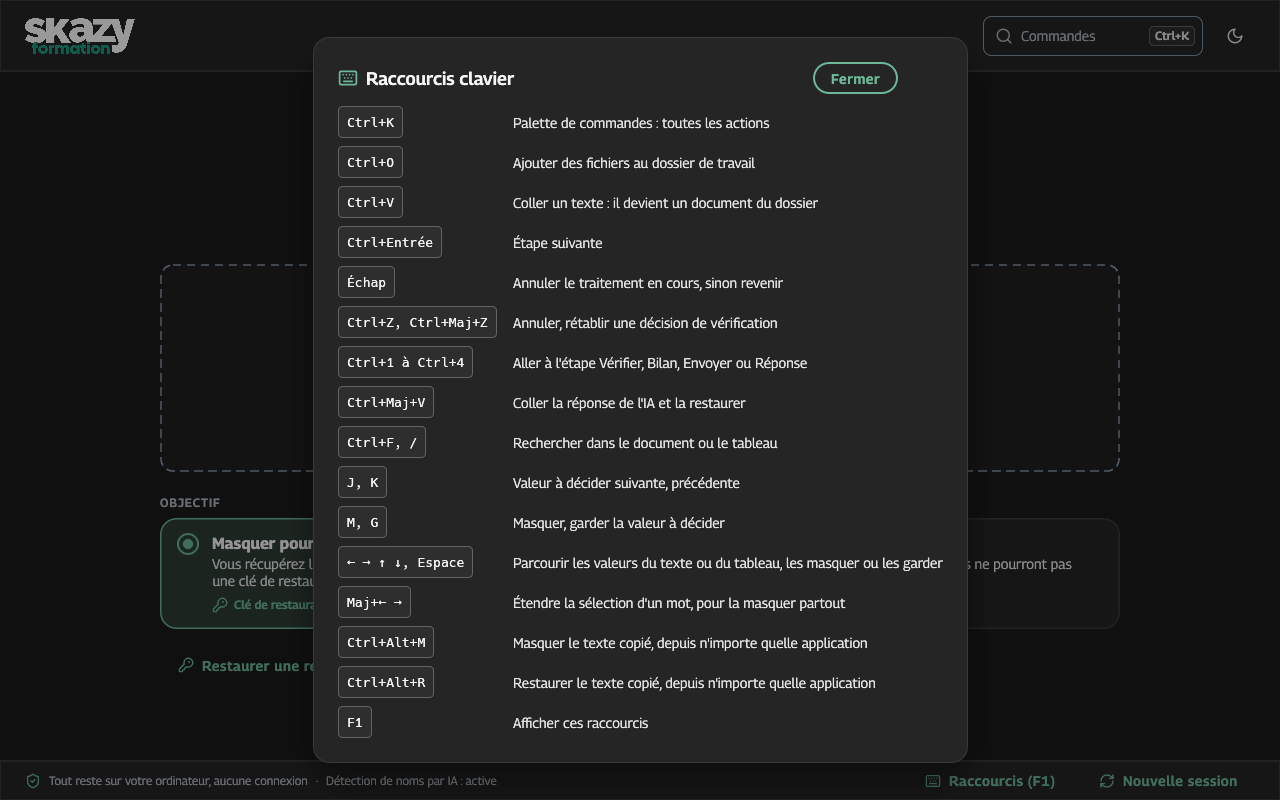 skazy
formation
Commandes Ctrl+K
Raccourcis clavier Fermer
Ctrl+K Palette de commandes : toutes les actions
Ctrl+O Ajouter des fichiers au dossier de travail
Ctrl+V Coller un texte : il devient un document du dossier
Ctrl+Entrée Étape suivante
Échap Annuler le traitement en cours, sinon revenir
Ctrl+Z, Ctrl+Maj+Z Annuler, rétablir une décision de vérification
Ctrl+1 à Ctrl+4 Aller à l'étape Vérifier, Bilan, Envoyer ou Réponse
Ctrl+Maj+V Coller la réponse de l'IA et la restaurer
Ctrl+F, / Rechercher dans le document ou le tableau
J, K Valeur à décider suivante, précédente
M, G Masquer, garder la valeur à décider
← → ↑ ↓, Espace Parcourir les valeurs du texte ou du tableau, les masquer ou les garder
Maj+← → Étendre la sélection d'un mot, pour la masquer partout
Ctrl+Alt+M Masquer le texte copié, depuis n'importe quelle application
Ctrl+Alt+R Restaurer le texte copié, depuis n'importe quelle application
F1 Afficher ces raccourcis
OBJECTIF
Masquer pour
Vous récupérez
ne pourront pas
une clé de
Clé de
Restaurer une
Tout reste sur votre ordinateur, aucune connexion · Détection de noms par IA : active
Raccourcis (F1) Nouvelle session